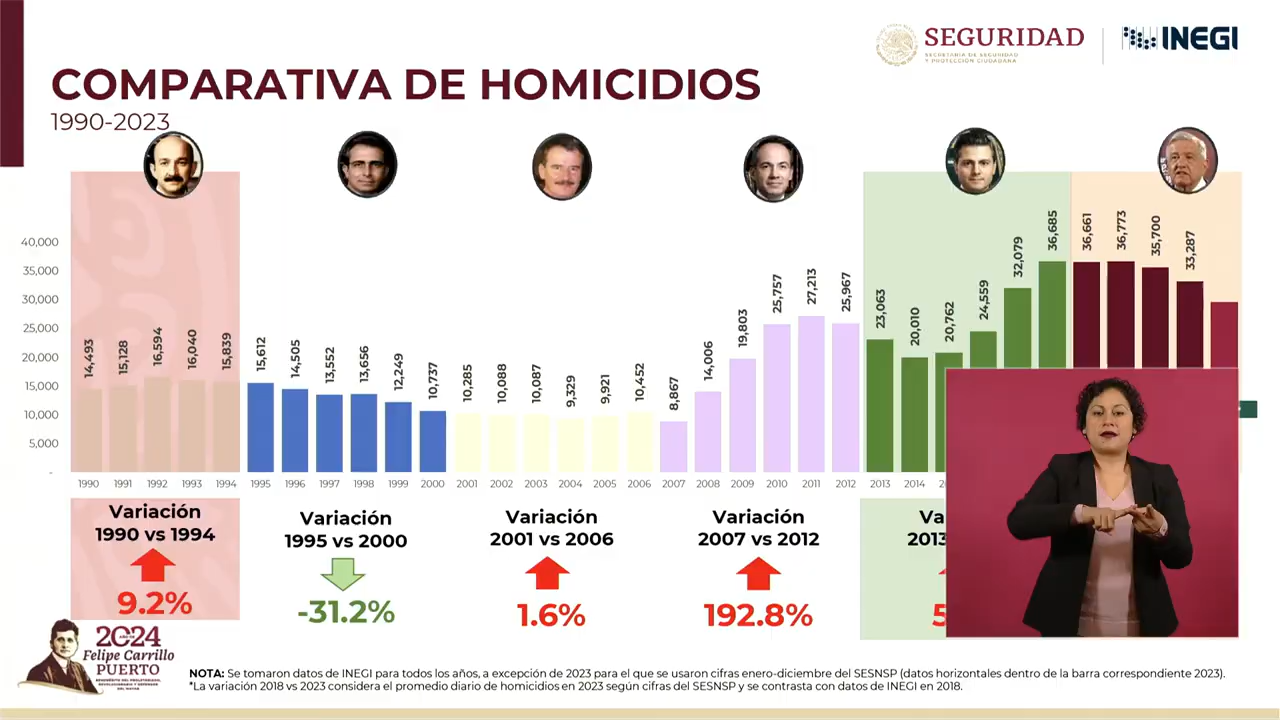 SEGURIDAD
SECRETARÍA DE SEGURIDAD
Y PROTECCIÓN CIUDADANA
INEGI
COMPARATIVA DE HOMICIDIOS
1990-2023
40,000
35,000
30,000
25,000
20,000
15,000
10,000
5,000
-
14,493
15,128
16,594
16,040
15,839
15,612
14,505
13,552
13,656
12,249
10,737
10,285
10,088
10,087
9,329
9,921
10,452
8,867
14,006
19,803
25,757
27,213
25,967
23,063
20,010
20,762
24,559
32,079
36,685
36,661
36,773
35,700
33,287
1990 1991 1992 1993 1994 1995 1996 1997 1998 1999 2000 2001 2002 2003 2004 2005 2006 2007 2008 2009 2010 2011 2012 2013 2014
Variación
1990 vs 1994
9.2%
Variación
1995 vs 2000
-31.2%
Variación
2001 vs 2006
1.6%
Variación
2007 vs 2012
192.8%
Va
2013
5
2024
Felipe Carrillo
PUERTO
BENEMÉRITO DEL PROLETARIADO,
REVOLUCIONARIO Y DEFENSOR
DEL MAYAB
NOTA: Se tomaron datos de INEGI para todos los años, a excepción de 2023 para el que se usaron cifras enero-diciembre del SESNSP (datos horizontales dentro de la barra correspondiente 2023).
*La variación 2018 vs 2023 considera el promedio diario de homicidios en 2023 según cifras del SESNSP y se contrasta con datos de INEGI en 2018.